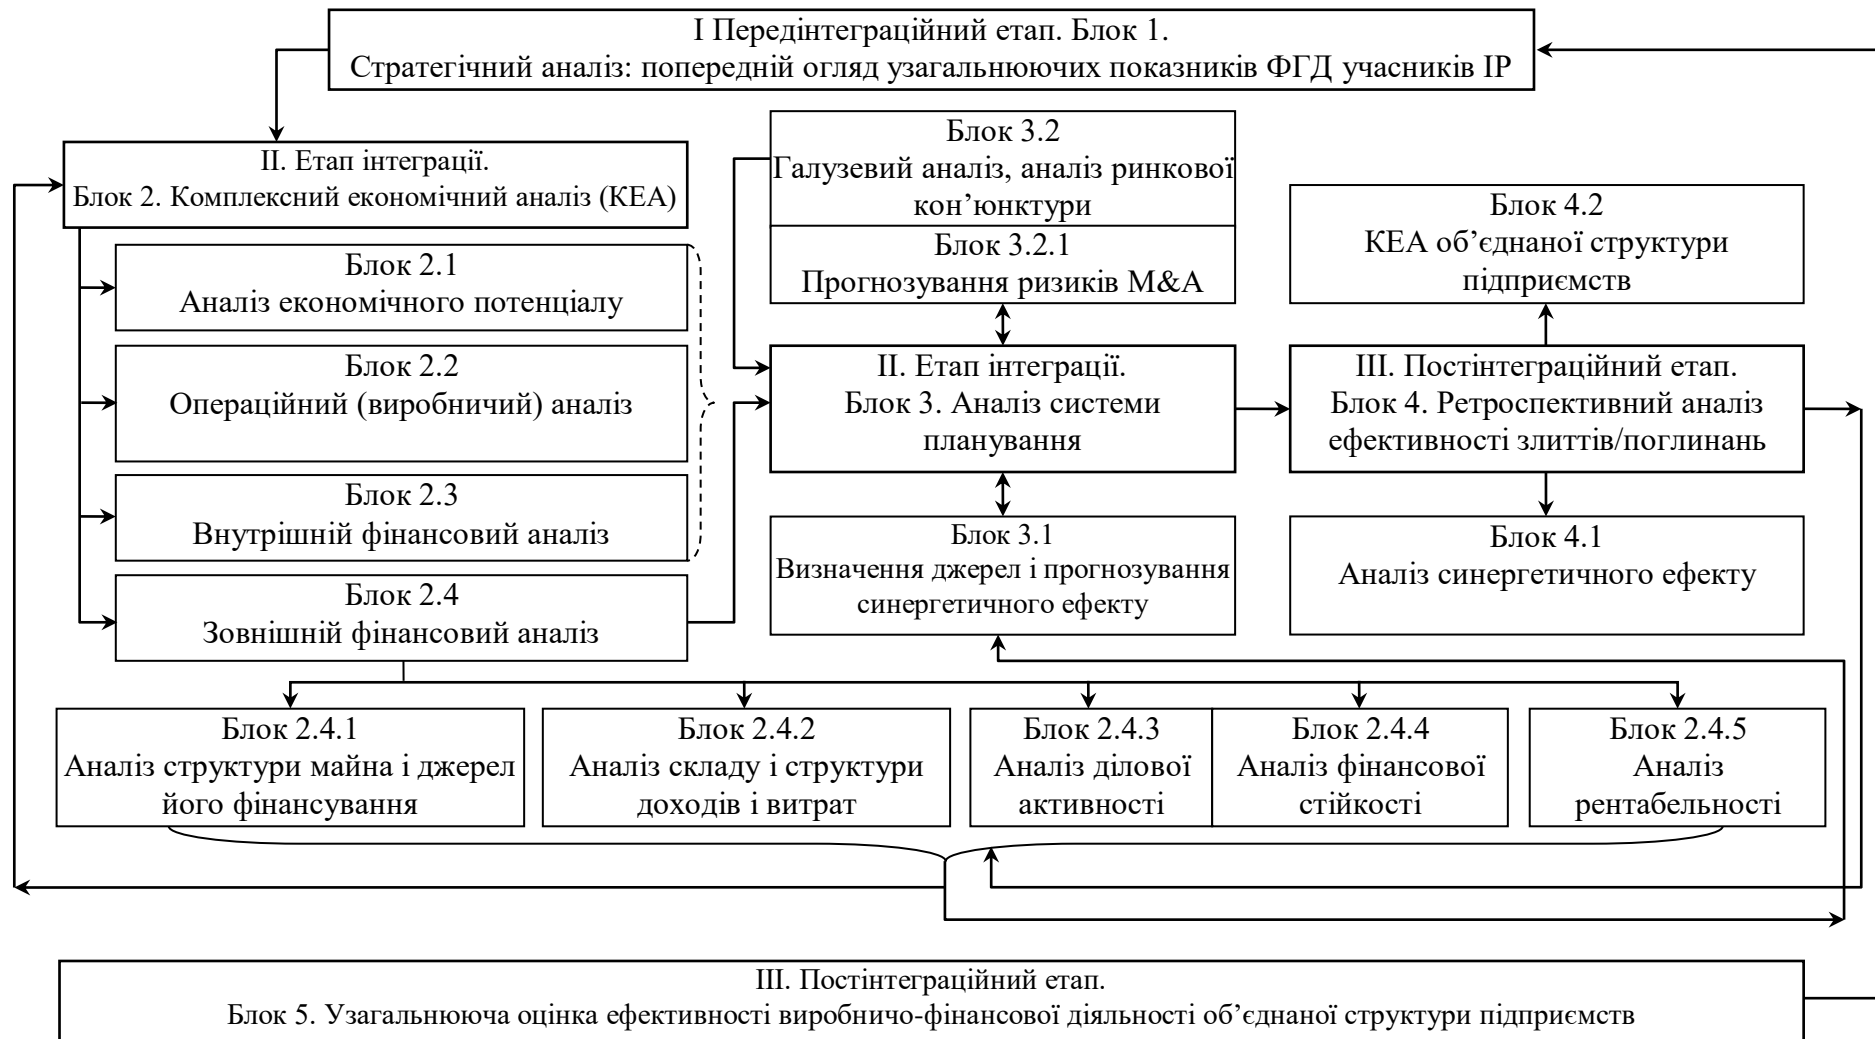 І Передінтеграційний етап. Блок 1.
Стратегічний аналіз: попередній огляд узагальнюючих показників ФГД учасників ІР
ІІ. Етап інтеграції.
Блок 2. Комплексний економічний аналіз (КЕА)
Блок 2.1
Аналіз економічного потенціалу
Блок 2.2
Операційний (виробничий) аналіз
Блок 2.3
Внутрішній фінансовий аналіз
Блок 2.4
Зовнішній фінансовий аналіз
Блок 3.2
Галузевий аналіз, аналіз ринкової
кон’юнктури
Блок 3.2.1
Прогнозування ризиків M&A
ІІ. Етап інтеграції.
Блок 3. Аналіз системи
планування
Блок 3.1
Визначення джерел і прогнозування
синергетичного ефекту
Блок 4.2
КЕА об’єднаної структури
підприємств
ІІІ. Постінтеграційний етап.
Блок 4. Ретроспективний аналіз
ефективності злиттів/поглинань
Блок 4.1
Аналіз синергетичного ефекту
Блок 2.4.1
Аналіз структури майна і джерел
його фінансування
Блок 2.4.2
Аналіз складу і структури
доходів і витрат
Блок 2.4.3
Аналіз ділової
активності
Блок 2.4.4
Аналіз фінансової
стійкості
Блок 2.4.5
Аналіз
рентабельності
ІІІ. Постінтеграційний етап.
Блок 5. Узагальнююча оцінка ефективності виробничо-фінансової діяльності об’єднаної структури підприємств